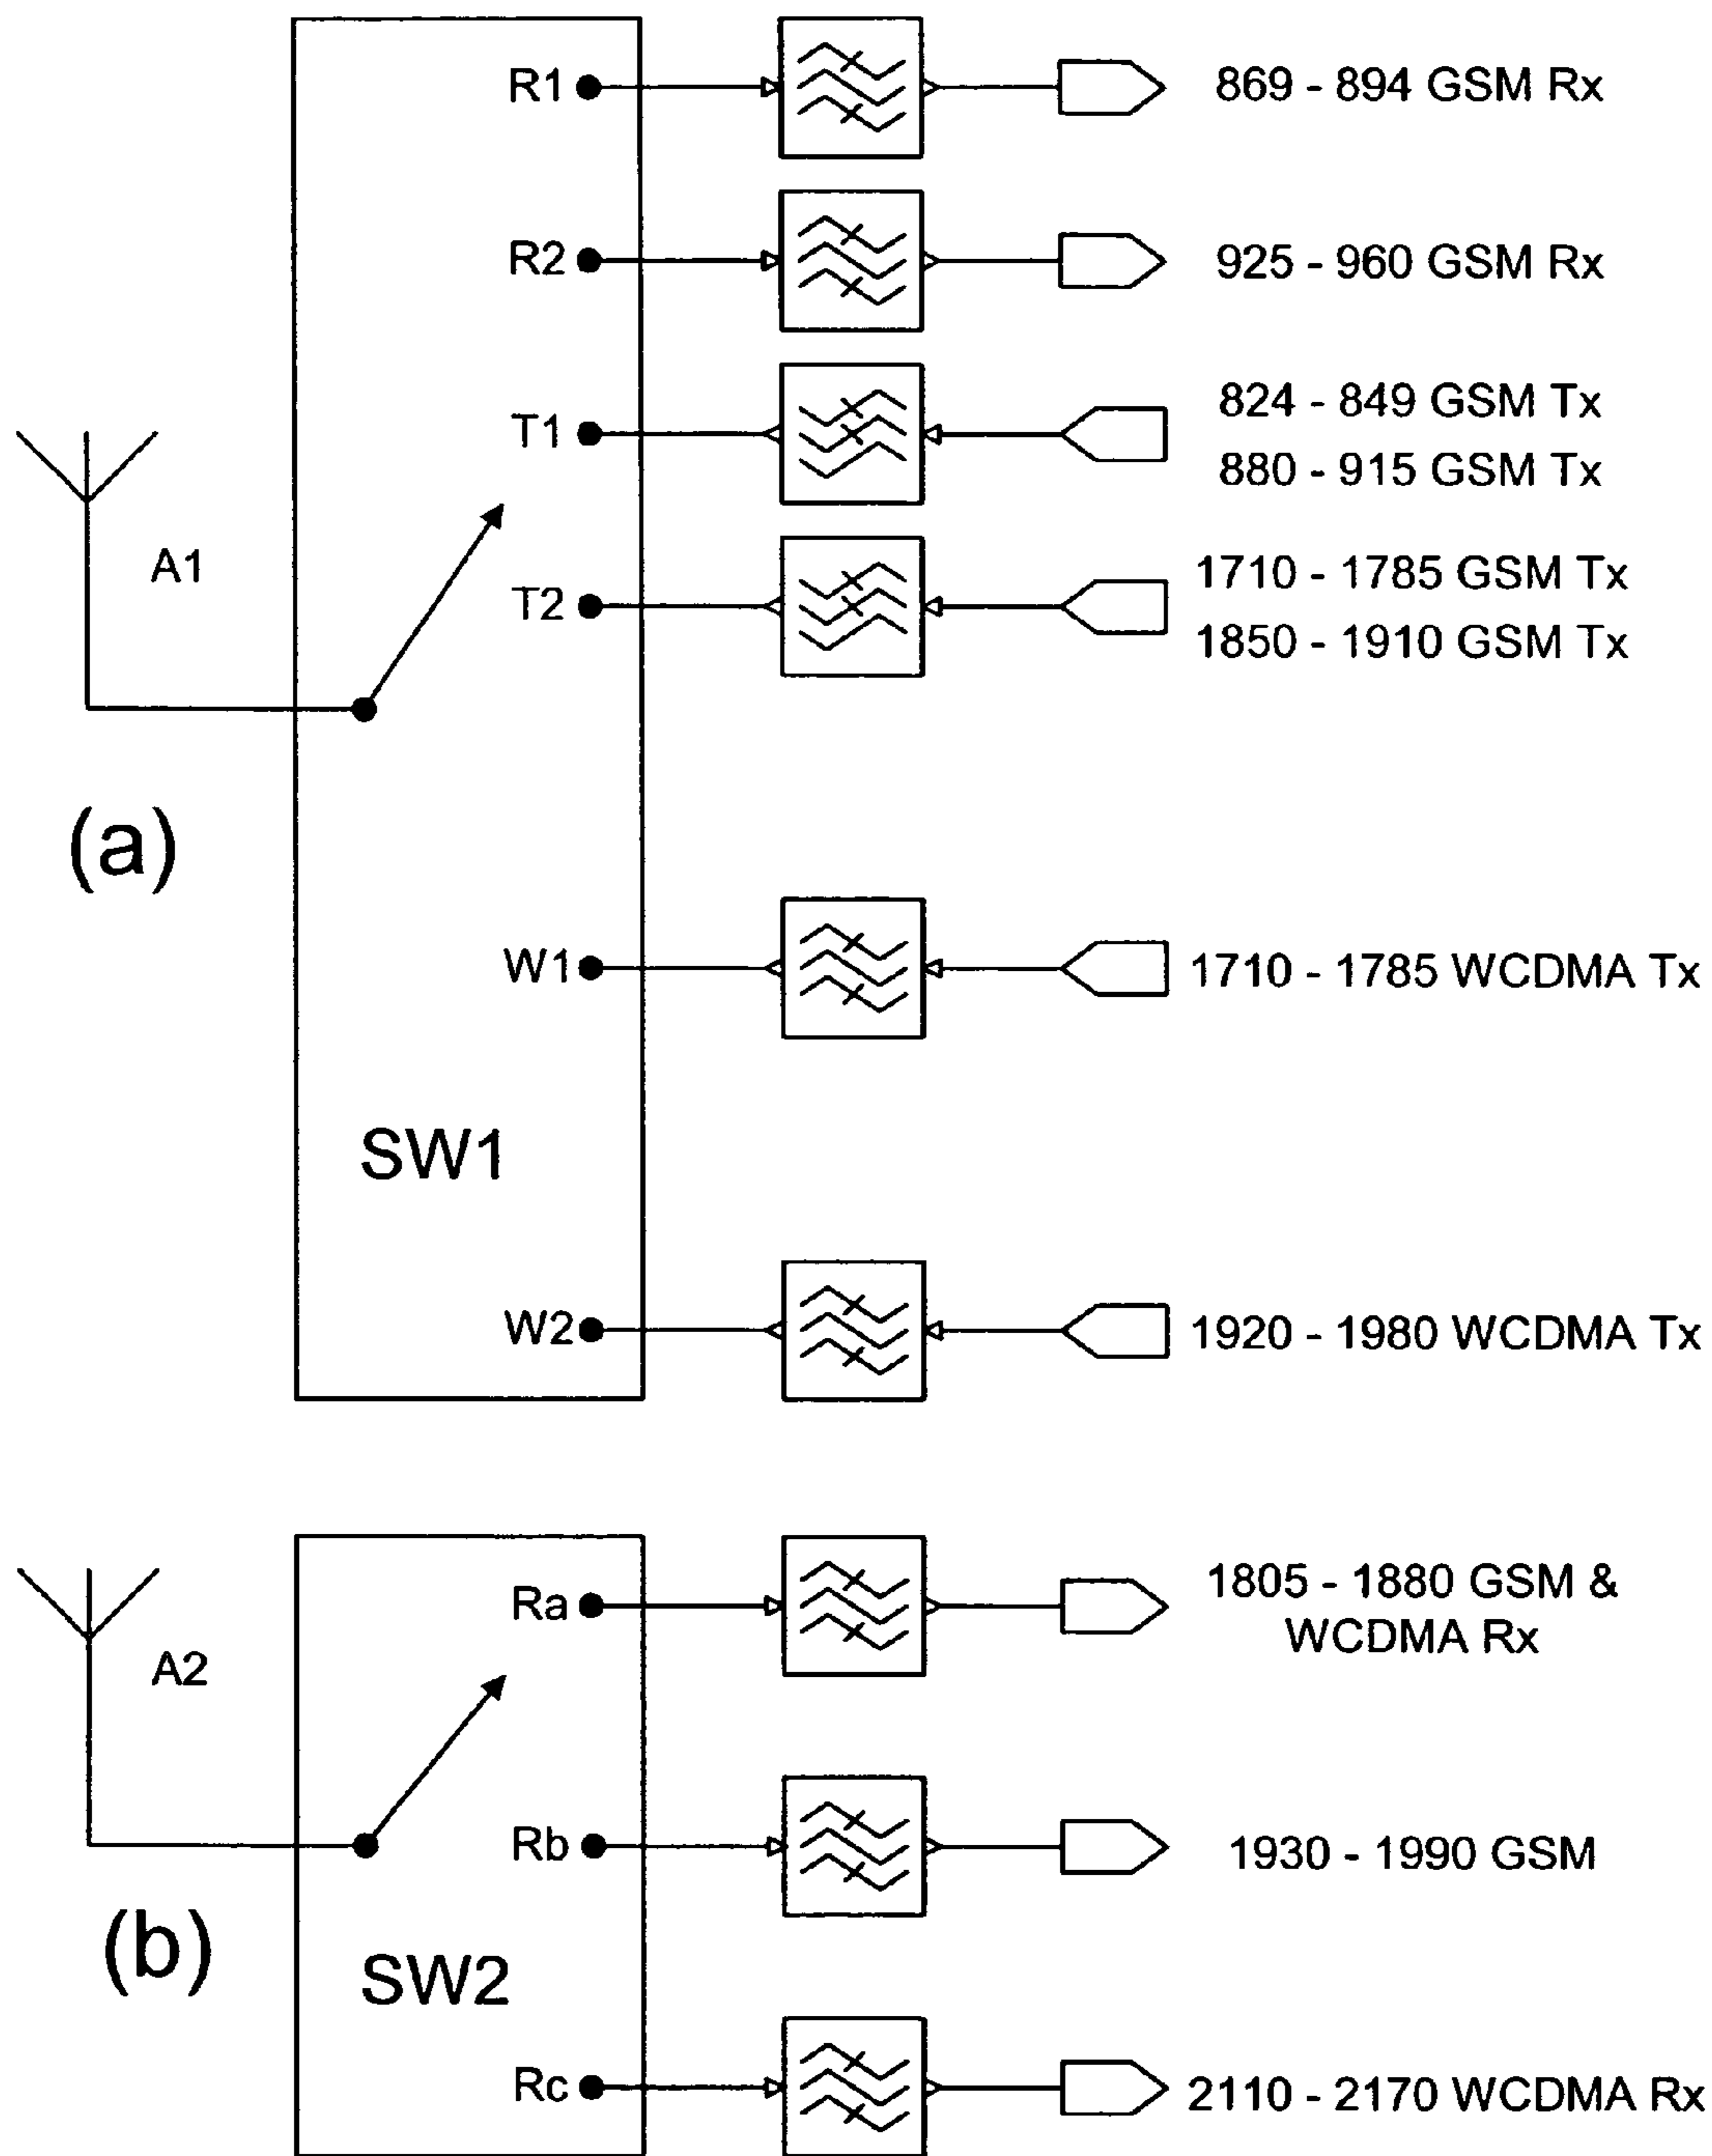 R1
869 - 894 GSM Rx
R2
925 - 960 GSM Rx
T1
824 - 849 GSM Tx
880 - 915 GSM Tx
A1
T2
1710 - 1785 GSM Tx
1850 - 1910 GSM Tx
(a)
W1
1710 - 1785 WCDMA Tx
SW1
W2
1920 - 1980 WCDMA Tx
Ra
1805 - 1880 GSM &
WCDMA Rx
A2
Rb
1930 - 1990 GSM
(b)
SW2
Rc
2110 - 2170 WCDMA Rx